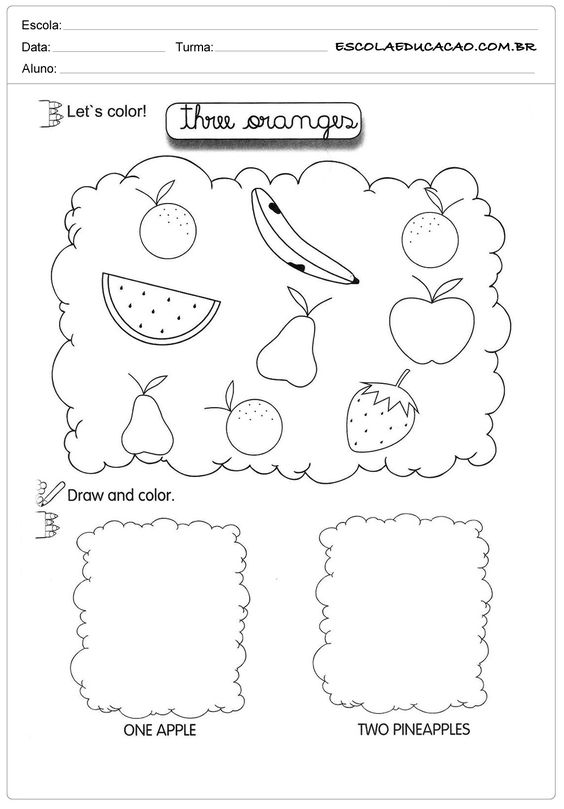 Escola:
Data: Turma: ESCOLAEDUCACAO.COM.BR
Aluno:
Let`s color! three oranges
Draw and color.
ONE APPLE TWO PINEAPPLES